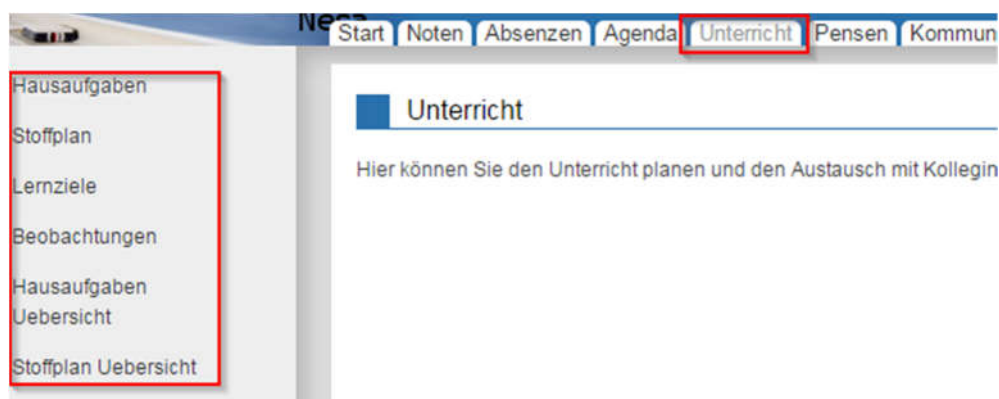 Nesa
Start Noten Absenzen Agenda Unterricht Pensen Kommun
Hausaufgaben
Stoffplan
Lernziele
Beobachtungen
Hausaufgaben
Uebersicht
Stoffplan Uebersicht
Unterricht
Hier können Sie den Unterricht planen und den Austausch mit Kollegin